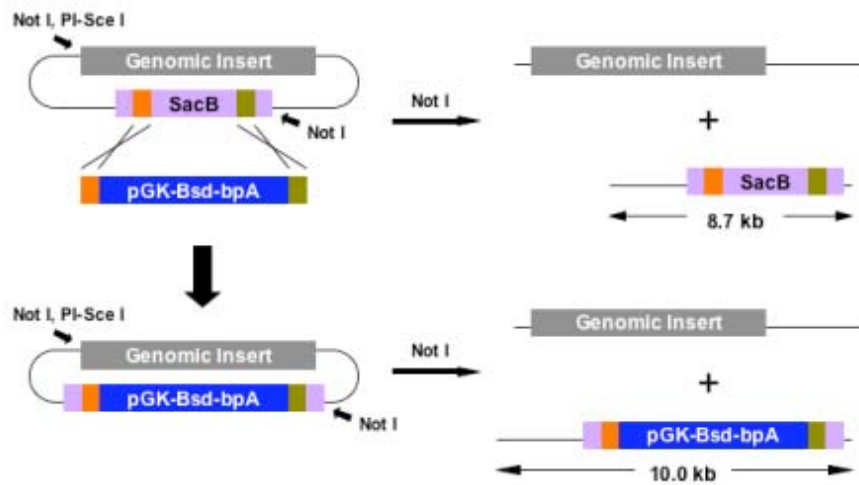 Not I, PI-Sce I
Genomic Insert
SacB
Not I
pGK-Bsd-bpA
Not I
Genomic Insert
+
SacB
8.7 kb
Not I, PI-Sce I
Genomic Insert
pGK-Bsd-bpA
Not I
Not I
Genomic Insert
+
pGK-Bsd-bpA
10.0 kb